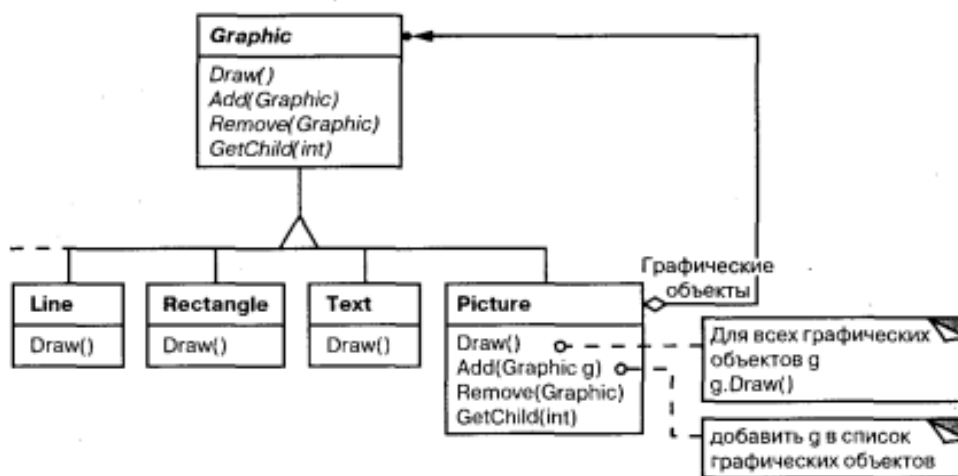 Graphic
Draw()
Add(Graphic)
Remove(Graphic)
GetChild(int)
Графические
объекты
Line
Draw()
Rectangle
Draw()
Text
Draw()
Picture
Draw()
Add(Graphic g)
Remove(Graphic)
GetChild(int)
Для всех графических
объектов g
g.Draw()
добавить g в список
графических объектов